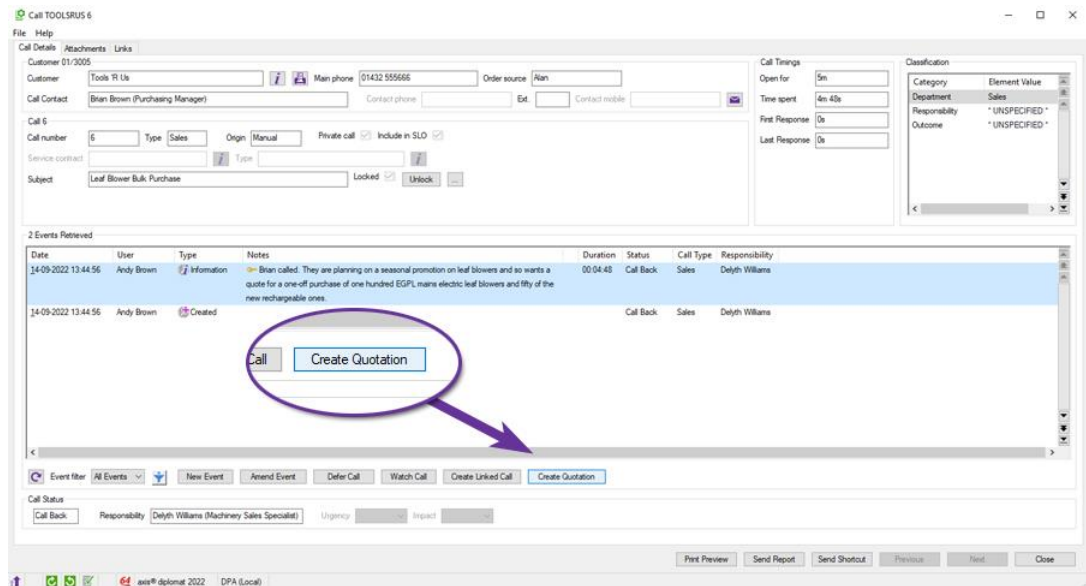 Call TOOLSRUS 6
File Help
Call Details Attachments Links
Customer 01/3005
Customer Tools 'R Us Main phone 01432 555666 Order source Alan
Call Contact Brian Brown (Purchasing Manager) Contact phone Ext. Contact mobile
Call 6
Call number 6 Type Sales Origin Manual Private call Include in SLO
Service contract Type
Subject Leaf Blower Bulk Purchase Locked Unlock ...
Call Timings
Open for 5m
Time spent 4m 48s
First Response 0s
Last Response 0s
Classification
Category Element Value
Department Sales
Responsibility * UNSPECIFIED *
Outcome * UNSPECIFIED *
2 Events Retrieved
Date User Type Notes Duration Status Call Type Responsibility
14-09-2022 13:44:56 Andy Brown Information Brian called. They are planning on a seasonal promotion on leaf blowers and so wants a 00:04:48 Call Back Sales Delyth Williams
quote for a one-off purchase of one hundred EGPL mains electric leaf blowers and fifty of the
new rechargeable ones.
14-09-2022 13:44:56 Andy Brown Created Call Back Sales Delyth Williams
Call Create Quotation
Event filter All Events New Event Amend Event Defer Call Watch Call Create Linked Call Create Quotation
Call Status
Call Back Responsibility Delyth Williams (Machinery Sales Specialist) Urgency Impact
Print Preview Send Report Send Shortcut Previous Next Close
64 axis® diplomat 2022 DPA (Local)